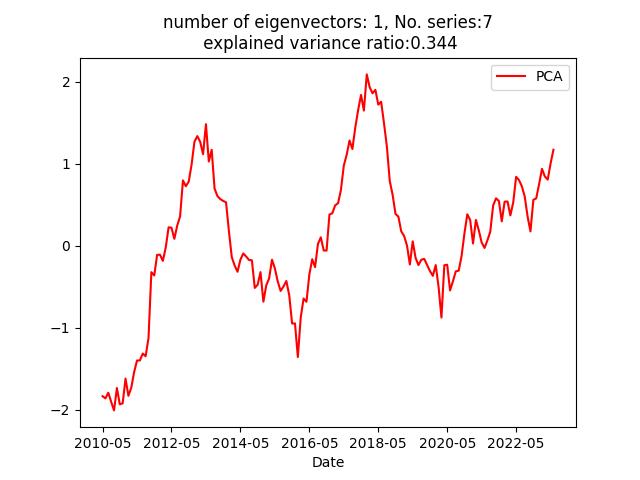 number of eigenvectors: 1, No. series:7
explained variance ratio:0.344
PCA
2
1
0
−1
−2
2010-05 2012-05 2014-05 2016-05 2018-05 2020-05 2022-05
Date